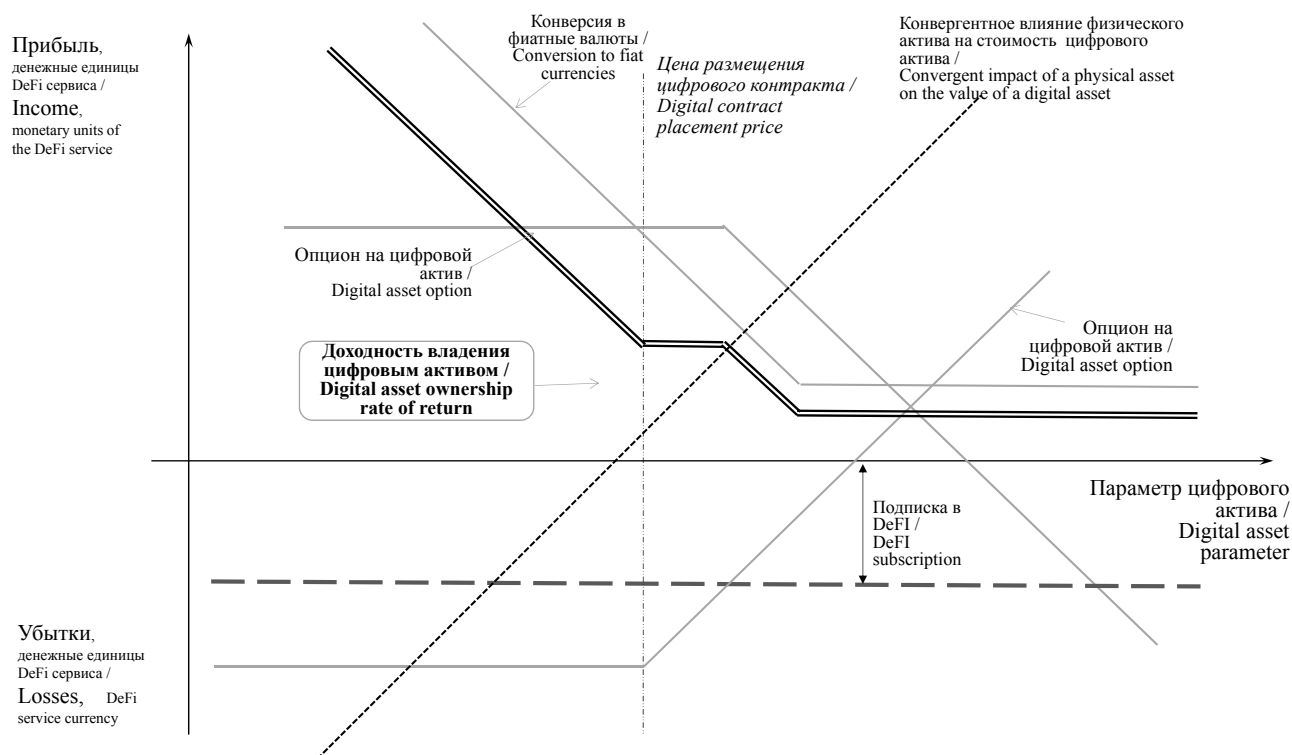 Прибыль,
денежные единицы
DeFi сервиса /
Income,
monetary units of
the DeFi service
Конверсия в
фиатные валюты /
Conversion to fiat
currencies
Цена размещения
цифрового контракта /
Digital contract
placement price
Конвергентное влияние физического
актива на стоимость цифрового
актива /
Convergent impact of a physical asset
on the value of a digital asset
Опцион на цифровой
актив /
Digital asset option
Опцион на
цифровой актив /
Digital asset option
Доходность владения
цифровым активом /
Digital asset ownership
rate of return
Параметр цифрового
актива /
Digital asset
parameter
Подписка в
DeFI /
DeFI
subscription
Убытки,
денежные единицы
DeFi сервиса /
Losses, DeFi
service currency